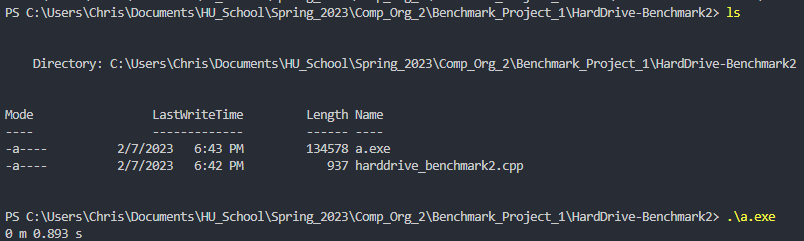 PS C:\Users\Chris\Documents\HU_School\Spring_2023\Comp_Org_2\Benchmark_Project_1\HardDrive-Benchmark2> ls
Directory: C:\Users\Chris\Documents\HU_School\Spring_2023\Comp_Org_2\Benchmark_Project_1\HardDrive-Benchmark2
Mode                 LastWriteTime         Length Name
----                 -------------         ------ ----
-a----          2/7/2023   6:43 PM         134578 a.exe
-a----          2/7/2023   6:42 PM            937 harddrive_benchmark2.cpp
PS C:\Users\Chris\Documents\HU_School\Spring_2023\Comp_Org_2\Benchmark_Project_1\HardDrive-Benchmark2> .\a.exe
0 m 0.893 s